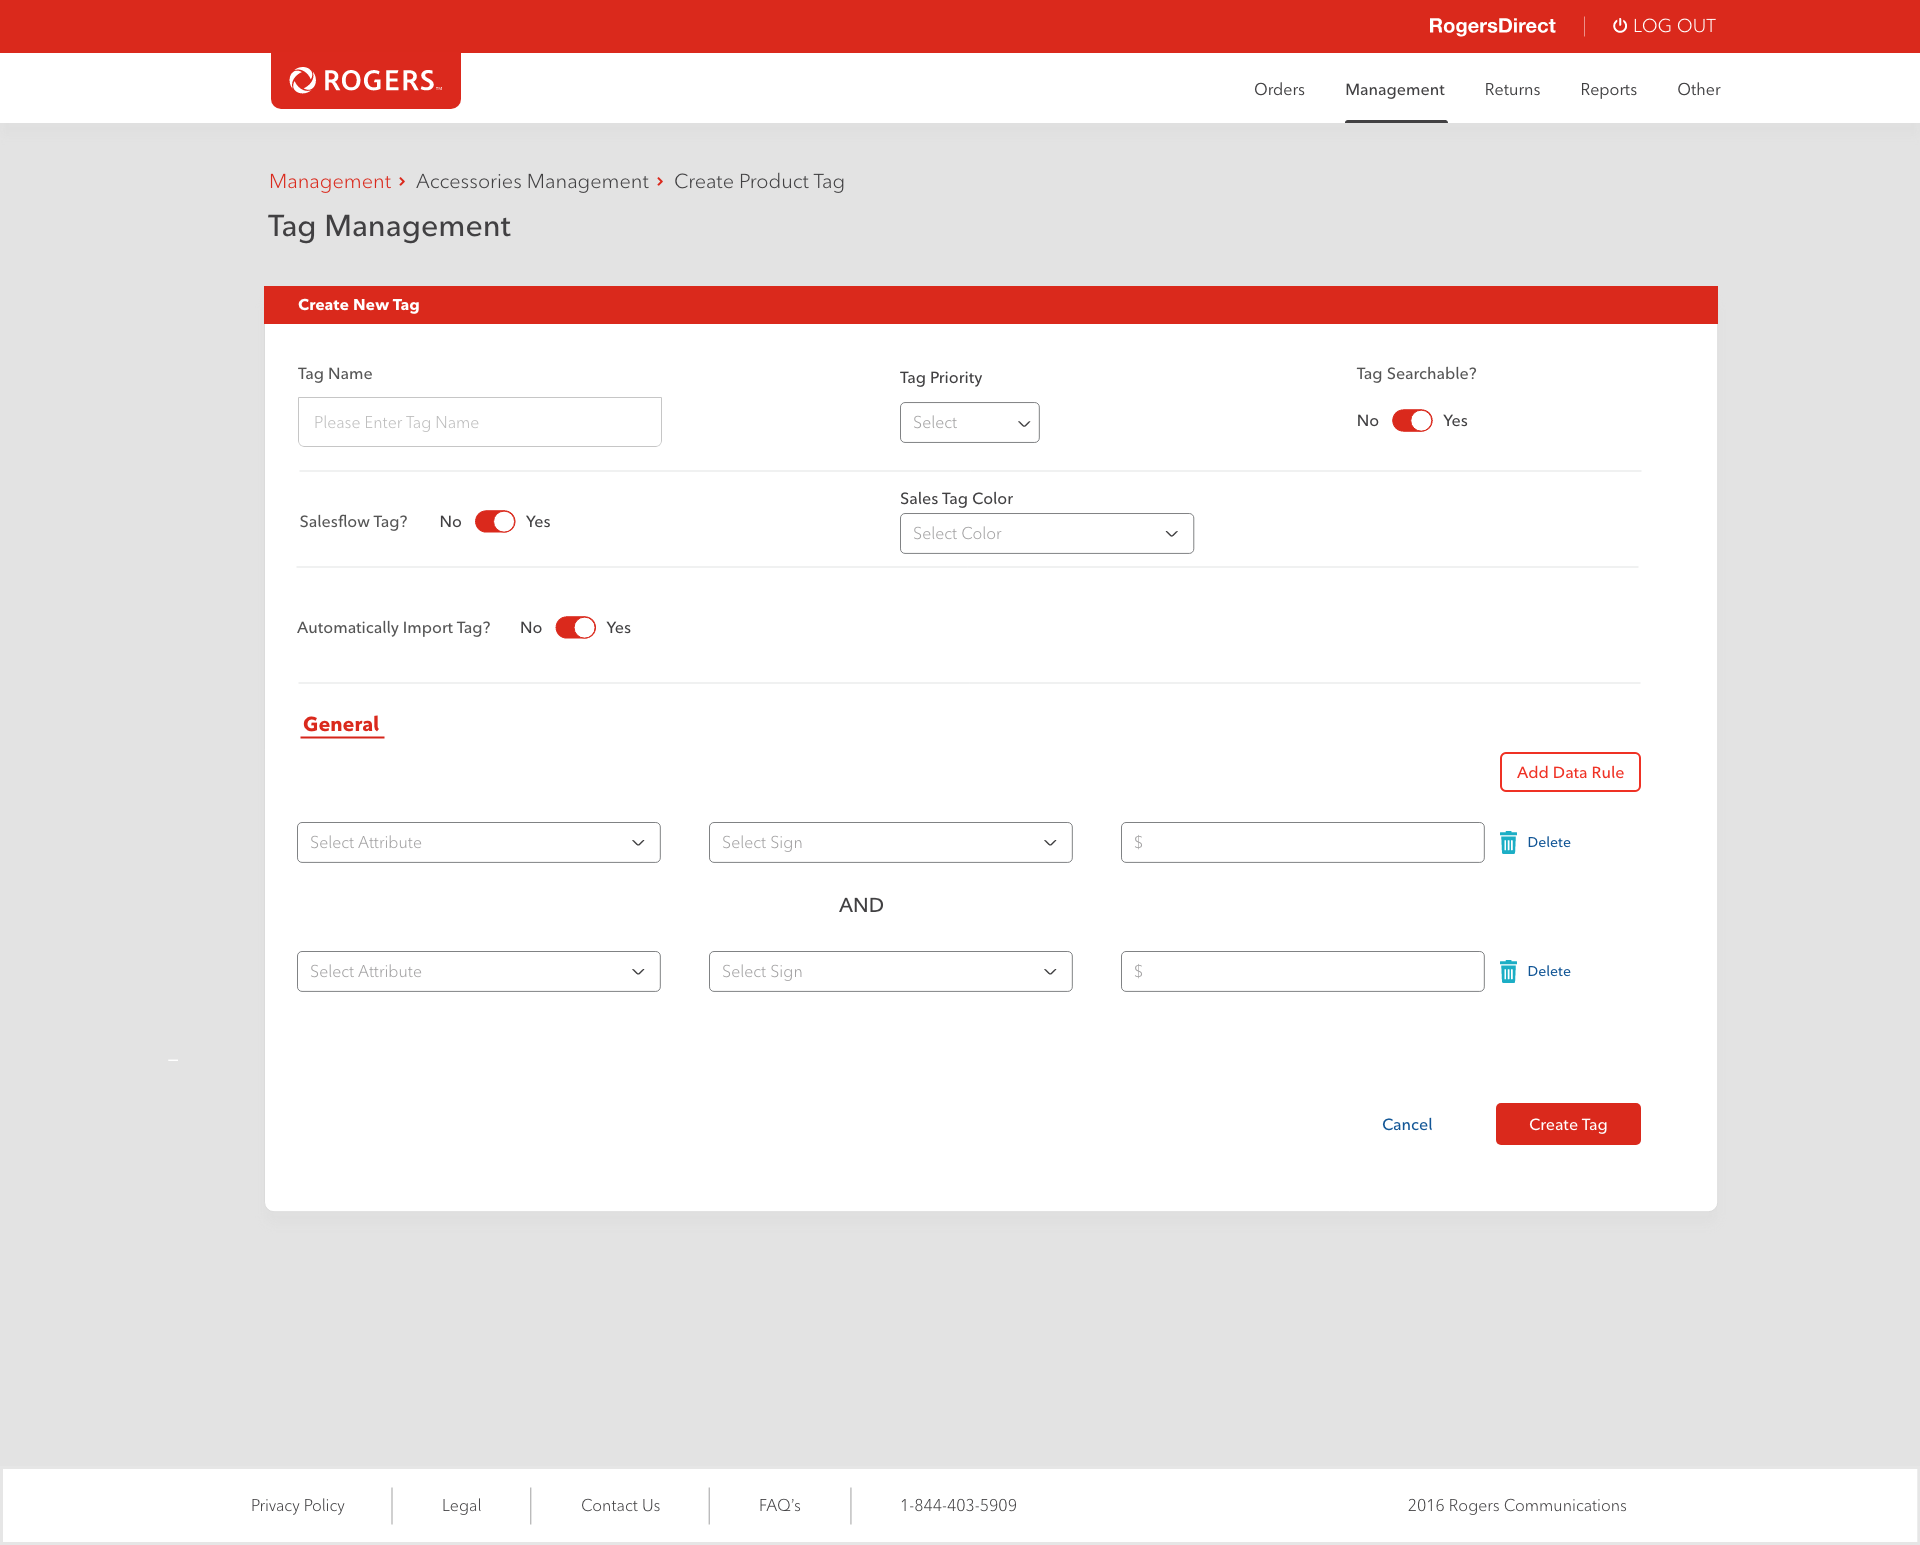 RogersDirect LOG OUT
ROGERS™
Orders Management Returns Reports Other
Management Accessories Management Create Product Tag
Tag Management
Create New Tag
Tag Name Tag Priority Tag Searchable?
Please Enter Tag Name Select No Yes
Salesflow Tag? No Yes Sales Tag Color
Select Color
Automatically Import Tag? No Yes
General
Add Data Rule
Select Attribute Select Sign $ Delete
AND
Select Attribute Select Sign $ Delete
Cancel Create Tag
Privacy Policy Legal Contact Us FAQ's 1-844-403-5909 2016 Rogers Communications